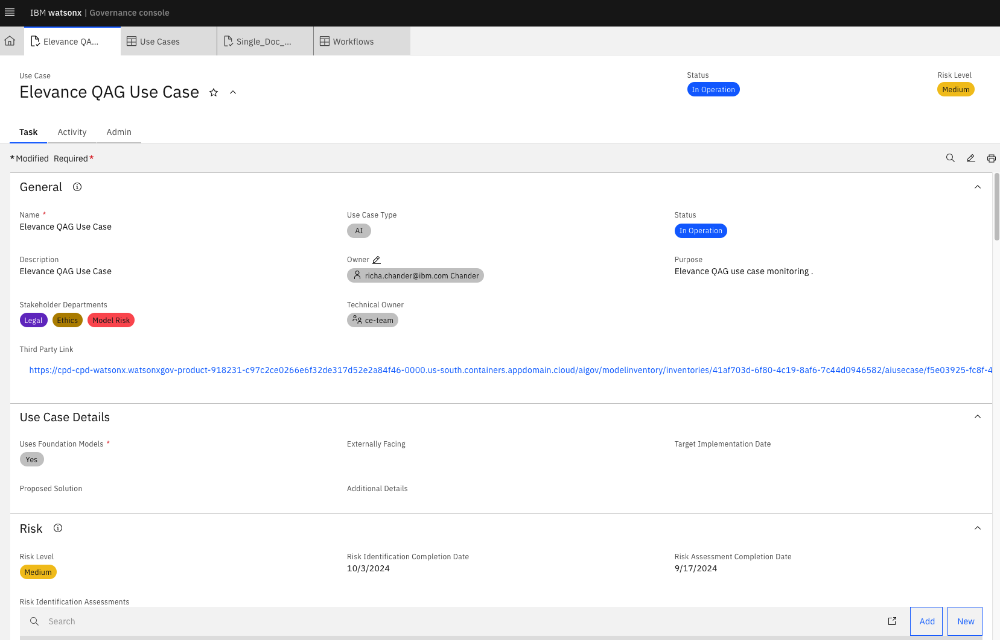 IBM watsonx | Governance console
Elevance QA...
Use Cases
Single_Doc_...
Workflows
Use Case
Elevance QAG Use Case
Status
In Operation
Risk Level
Medium
Task
Activity
Admin
* Modified Required *
General
Name *
Elevance QAG Use Case
Use Case Type
AI
Status
In Operation
Description
Elevance QAG Use Case
Owner
richa.chander@ibm.com Chander
Purpose
Elevance QAG use case monitoring .
Stakeholder Departments
Legal Ethics Model Risk
Technical Owner
ce-team
Third Party Link
https://cpd-cpd-watsonx.watsonxgov-product-918231-c97c2ce0266e6f32de317d52e2a84f46-0000.us-south.containers.appdomain.cloud/aigov/modelinventory/inventories/41af703d-6f80-4c19-8af6-7c44d0946582/aiusecase/f5e03925-fc8f-4
Use Case Details
Uses Foundation Models *
Yes
Externally Facing
Target Implementation Date
Proposed Solution
Additional Details
Risk
Risk Level
Medium
Risk Identification Completion Date
10/3/2024
Risk Assessment Completion Date
9/17/2024
Risk Identification Assessments
Search
Add
New